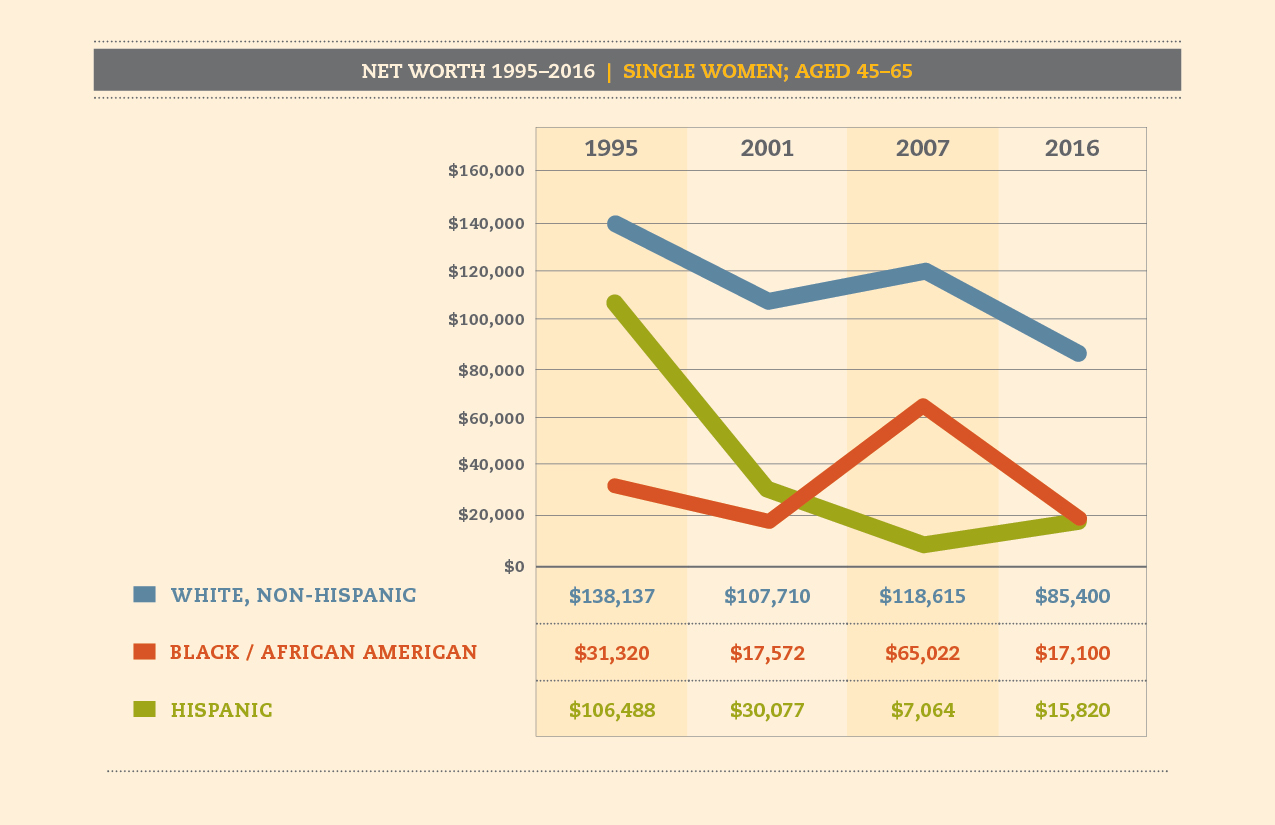 NET WORTH 1995–2016 | SINGLE WOMEN; AGED 45–65
1995 2001 2007 2016
$160,000
$140,000
$120,000
$100,000
$80,000
$60,000
$40,000
$20,000
$0
WHITE, NON-HISPANIC $138,137 $107,710 $118,615 $85,400
BLACK / AFRICAN AMERICAN $31,320 $17,572 $65,022 $17,100
HISPANIC $106,488 $30,077 $7,064 $15,820